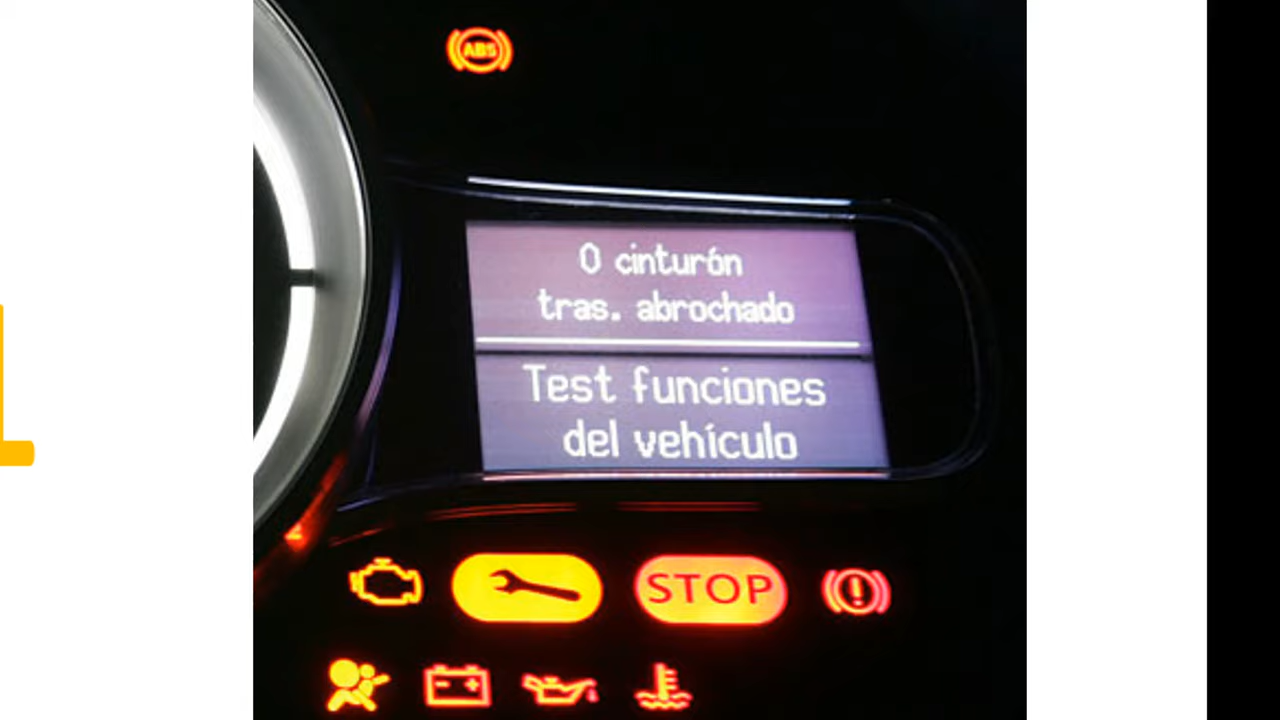 ABS
0 cinturón
tras. abrochado
Test funciones
del vehículo
STOP